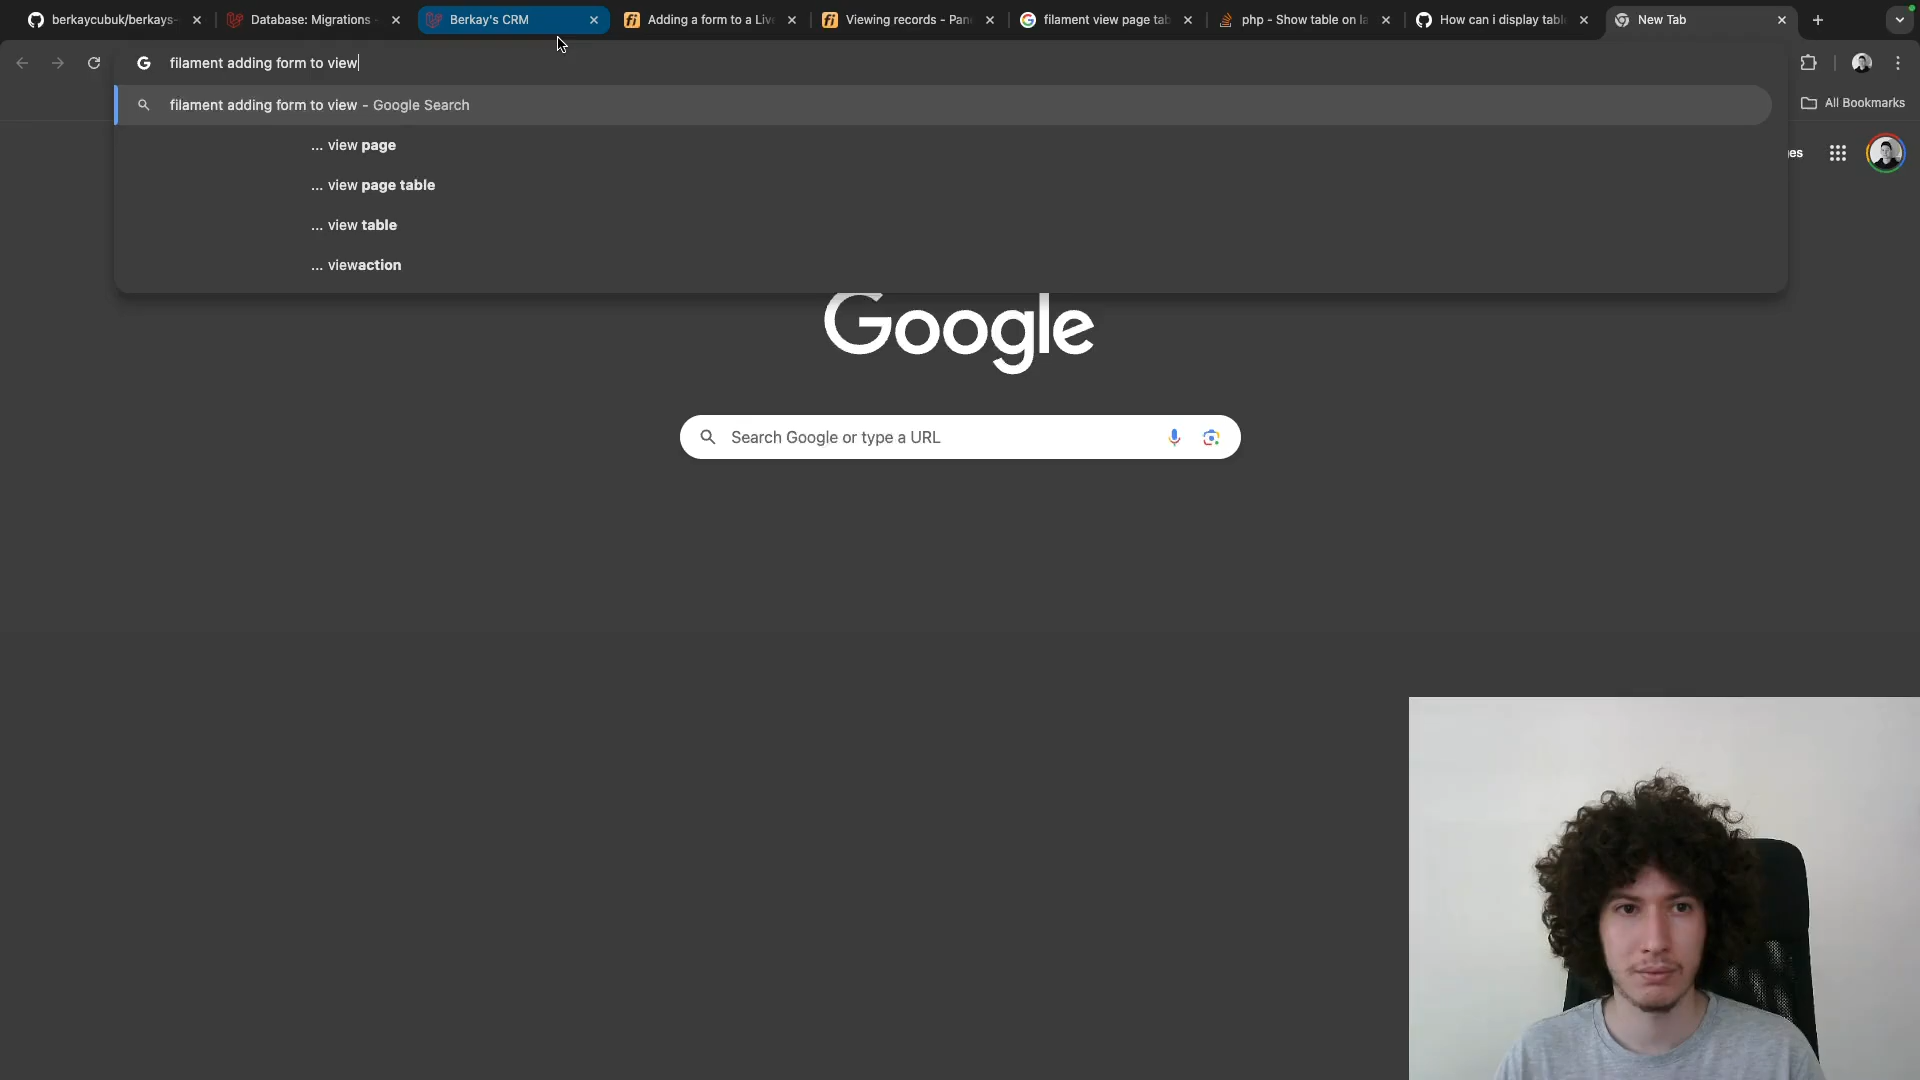 berkaycubuk/berkays-
Database: Migrations -
Berkay's CRM
Adding a form to a Liv
Viewing records - Pan
filament view page tab
php - Show table on la
How can i display tabl
New Tab
filament adding form to view
All Bookmarks
filament adding form to view - Google Search
... view page
es
... view page table
... view table
... viewaction
Google
Search Google or type a URL